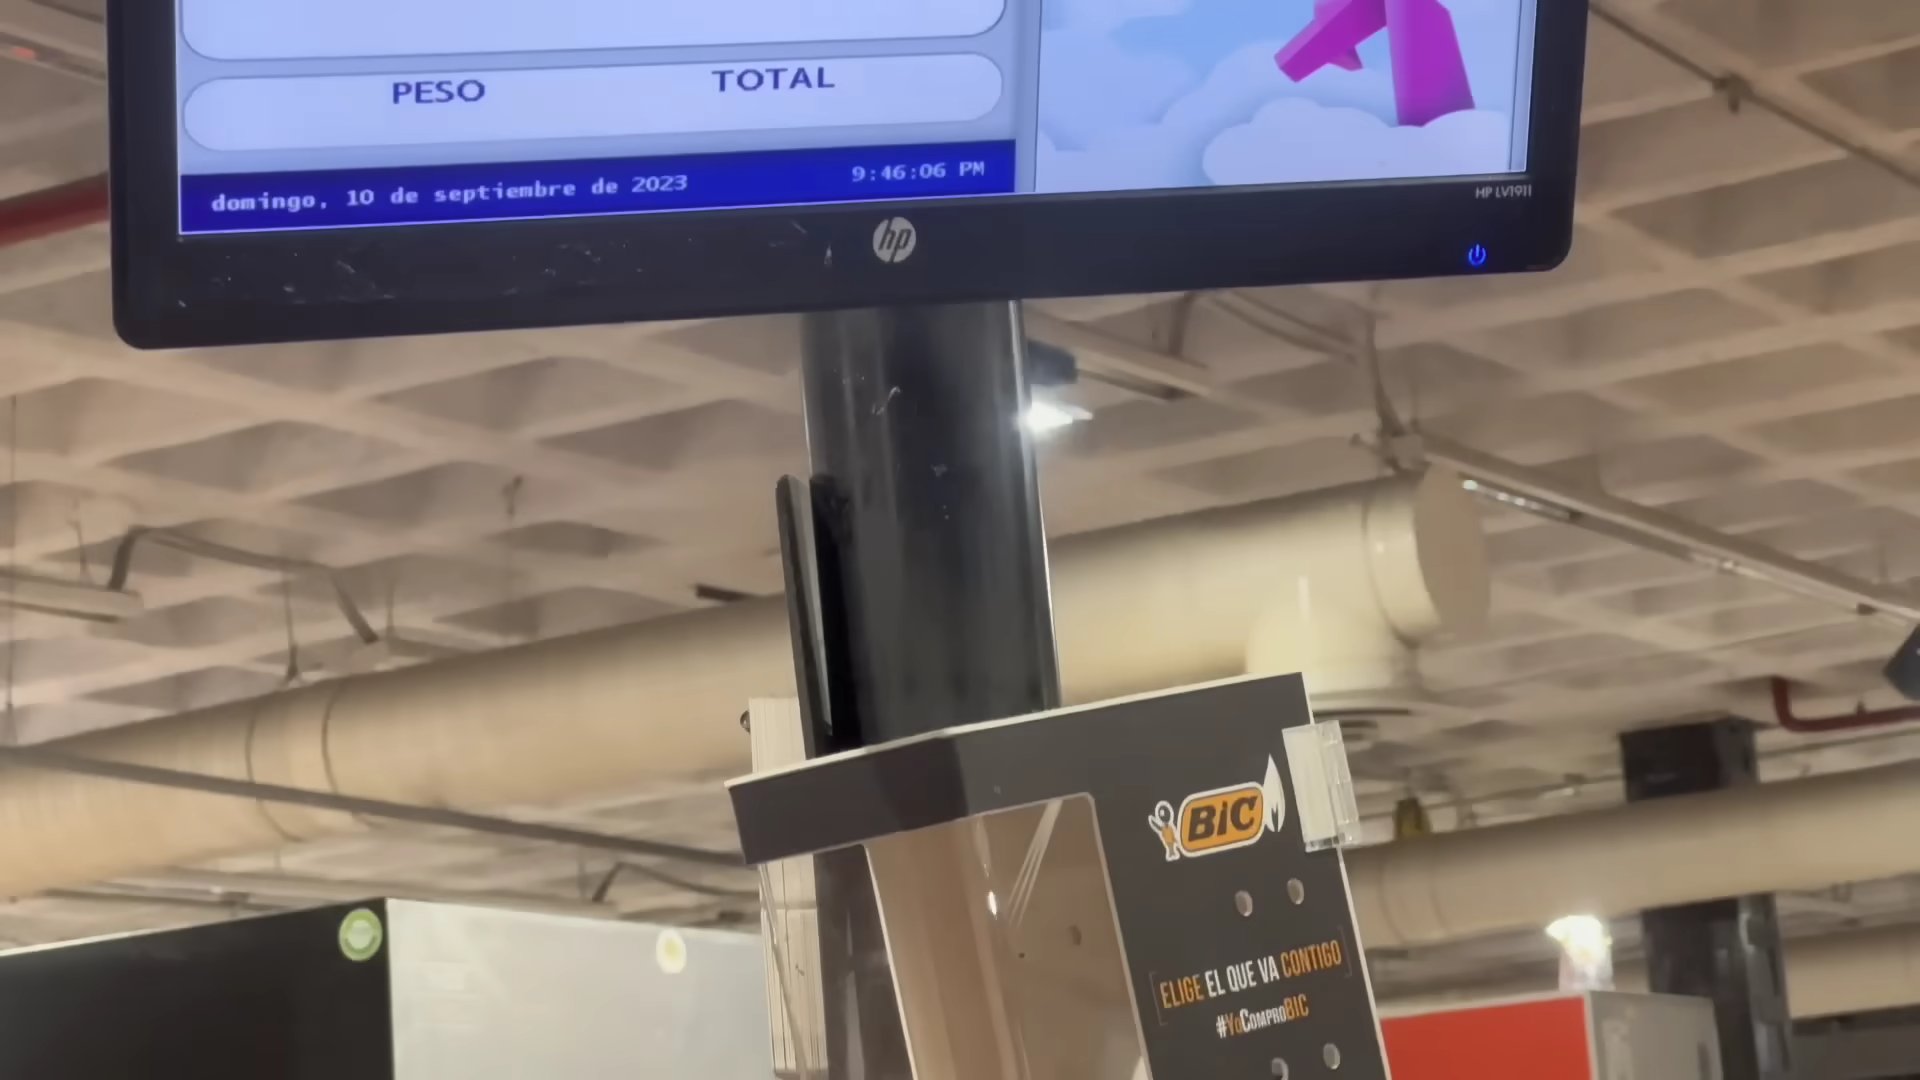 PESO TOTAL
domingo, 10 de septiembre de 2023 9:46:06 PM
hp
HP LV1911
BIC
ELIGE EL QUE VA CONTIGO
#YoComproBIC